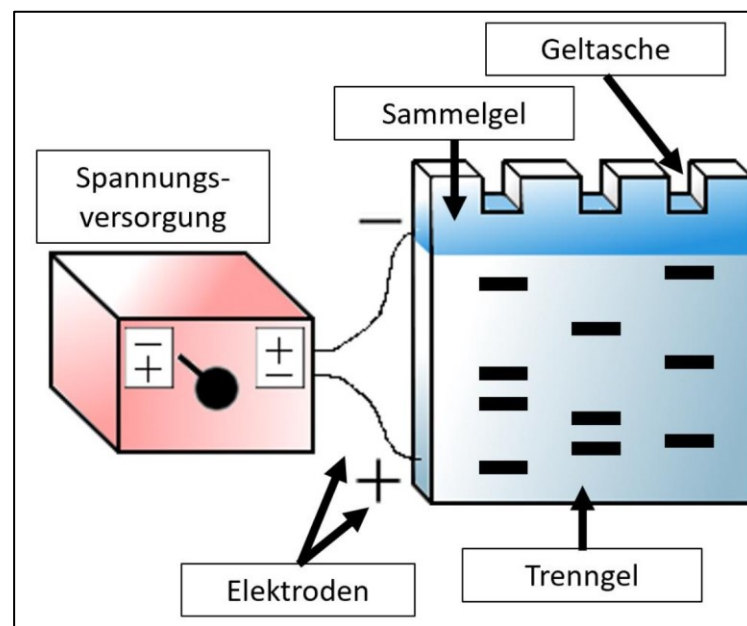 Geltasche
Sammelgel
Spannungs-
versorgung
−
− +
+ −
+
Elektroden
Trenngel